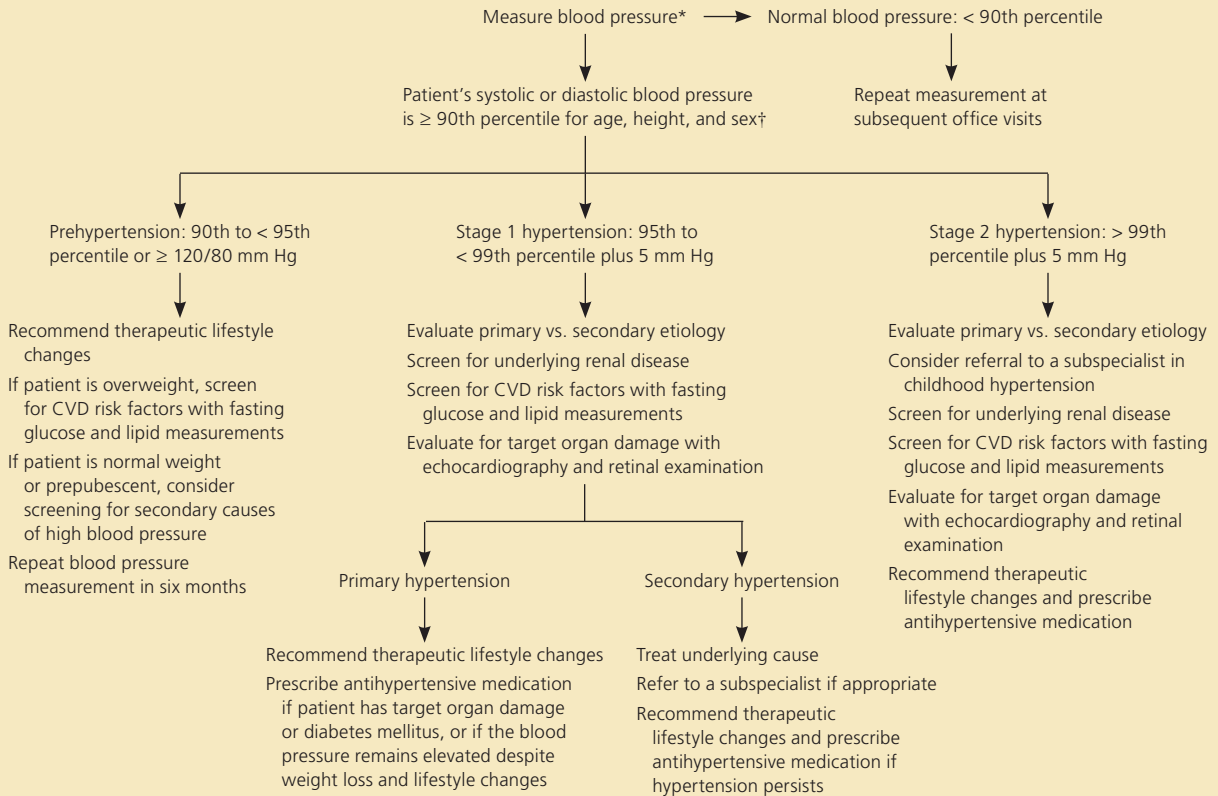 Measure blood pressure*
Normal blood pressure: < 90th percentile
Patient's systolic or diastolic blood pressure
is ≥ 90th percentile for age, height, and sex†
Repeat measurement at
subsequent office visits
Prehypertension: 90th to < 95th
percentile or ≥ 120/80 mm Hg
Recommend therapeutic lifestyle
changes
If patient is overweight, screen
for CVD risk factors with fasting
glucose and lipid measurements
If patient is normal weight
or prepubescent, consider
screening for secondary causes
of high blood pressure
Repeat blood pressure
measurement in six months
Stage 1 hypertension: 95th to
< 99th percentile plus 5 mm Hg
Evaluate primary vs. secondary etiology
Screen for underlying renal disease
Screen for CVD risk factors with fasting
glucose and lipid measurements
Evaluate for target organ damage with
echocardiography and retinal examination
Primary hypertension
Recommend therapeutic lifestyle changes
Prescribe antihypertensive medication
if patient has target organ damage
or diabetes mellitus, or if the blood
pressure remains elevated despite
weight loss and lifestyle changes
Secondary hypertension
Treat underlying cause
Refer to a subspecialist if appropriate
Recommend therapeutic
lifestyle changes and prescribe
antihypertensive medication if
hypertension persists
Stage 2 hypertension: > 99th
percentile plus 5 mm Hg
Evaluate primary vs. secondary etiology
Consider referral to a subspecialist in
childhood hypertension
Screen for underlying renal disease
Screen for CVD risk factors with fasting
glucose and lipid measurements
Evaluate for target organ damage
with echocardiography and retinal
examination
Recommend therapeutic
lifestyle changes and prescribe
antihypertensive medication